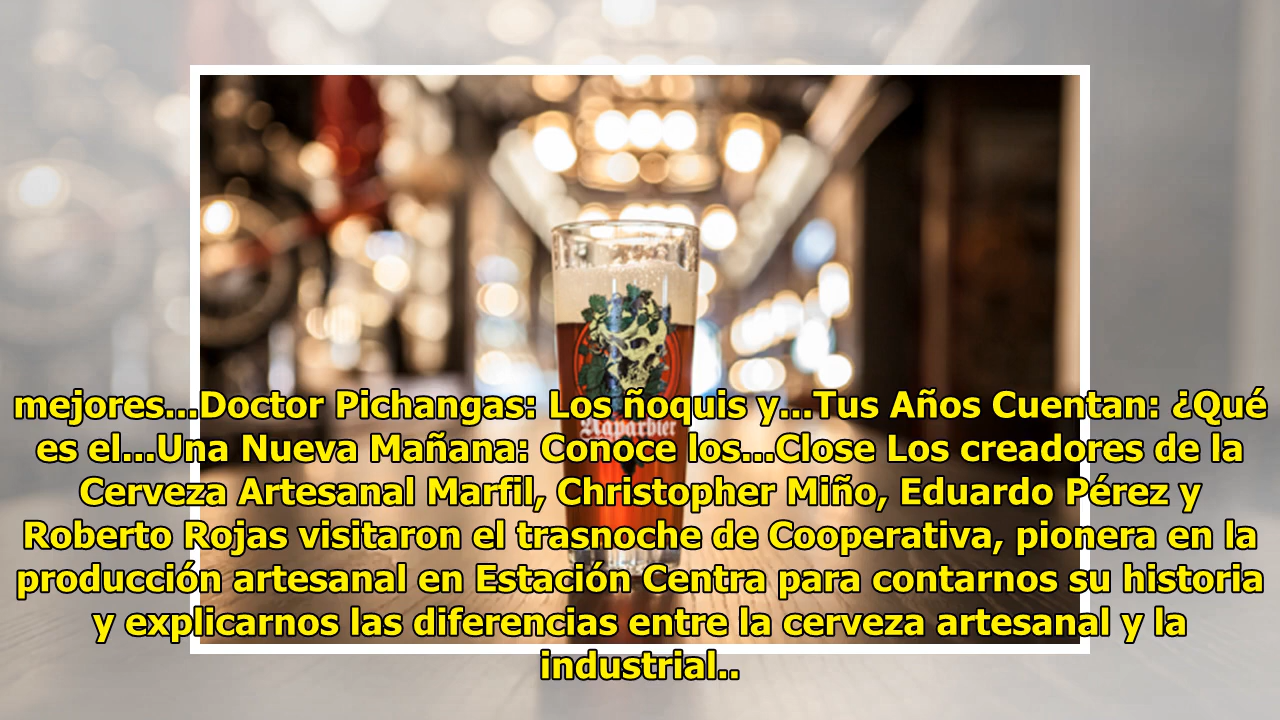 mejores...Doctor Pichangas: Los ñoquis y...Tus Años Cuentan: ¿Qué
es el...Una Nueva Mañana: Conoce los...Close Los creadores de la
Cerveza Artesanal Marfil, Christopher Miño, Eduardo Pérez y
Roberto Rojas visitaron el trasnoche de Cooperativa, pionera en la
producción artesanal en Estación Centra para contarnos su historia
y explicarnos las diferencias entre la cerveza artesanal y la
industrial..
Naparbier